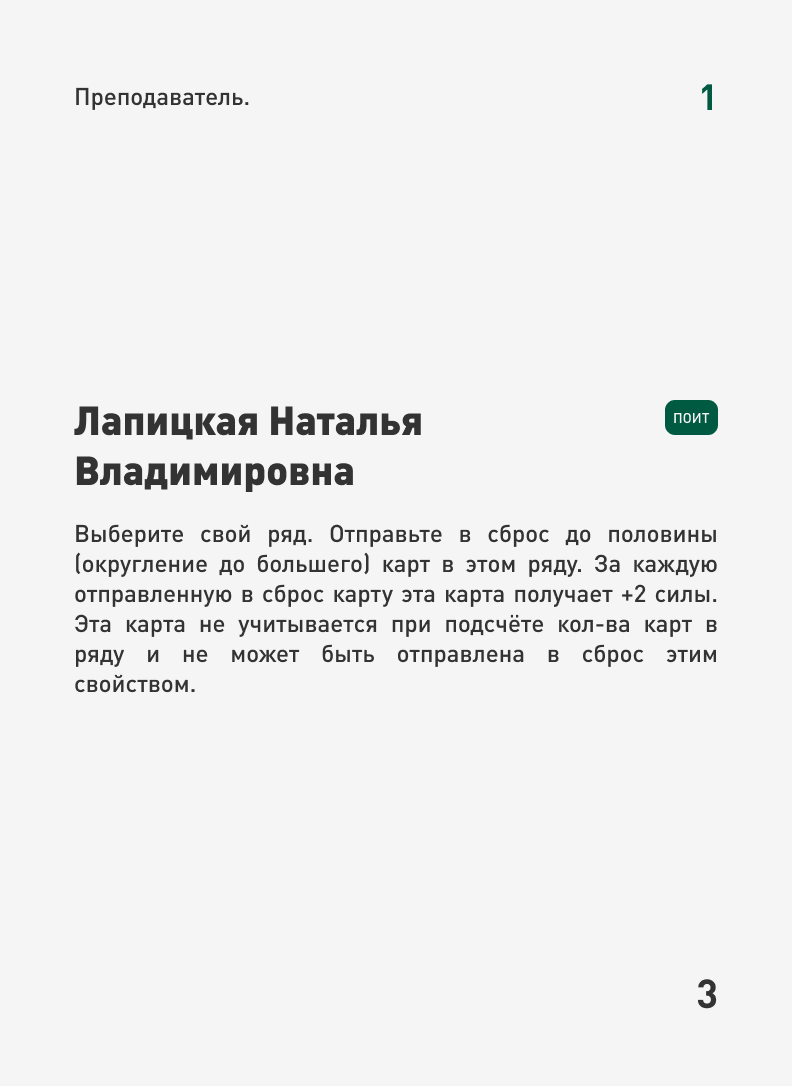 Преподаватель.
1
Лапицкая Наталья
Владимировна
ПОИТ
Выберите свой ряд. Отправьте в сброс до половины
(округление до большего) карт в этом ряду. За каждую
отправленную в сброс карту эта карта получает +2 силы.
Эта карта не учитывается при подсчёте кол-ва карт в
ряду и не может быть отправлена в сброс этим
свойством.
3